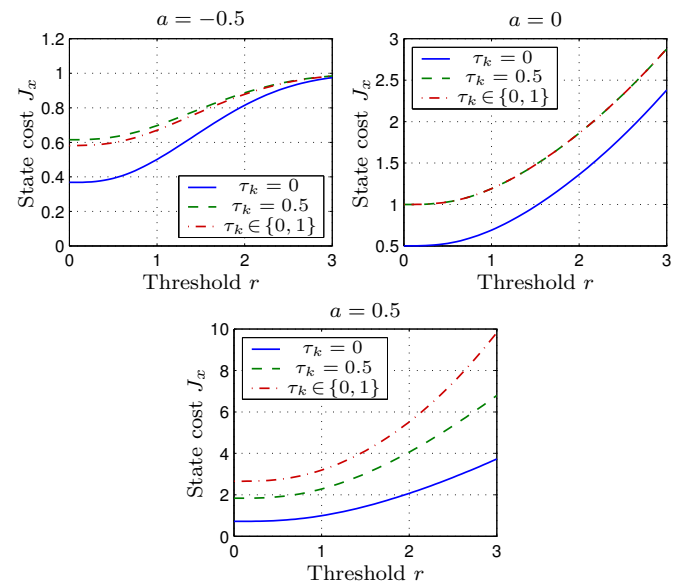 a = −0.5
State cost J_x
1.2
1
0.8
0.6
0.4
0.2
0
0 1 2 3
Threshold r
τ_k = 0
τ_k = 0.5
τ_k ∈ {0, 1}
a = 0
State cost J_x
3
2.5
2
1.5
1
0.5
0 1 2 3
Threshold r
τ_k = 0
τ_k = 0.5
τ_k ∈ {0, 1}
a = 0.5
State cost J_x
10
8
6
4
2
0
0 1 2 3
Threshold r
τ_k = 0
τ_k = 0.5
τ_k ∈ {0, 1}